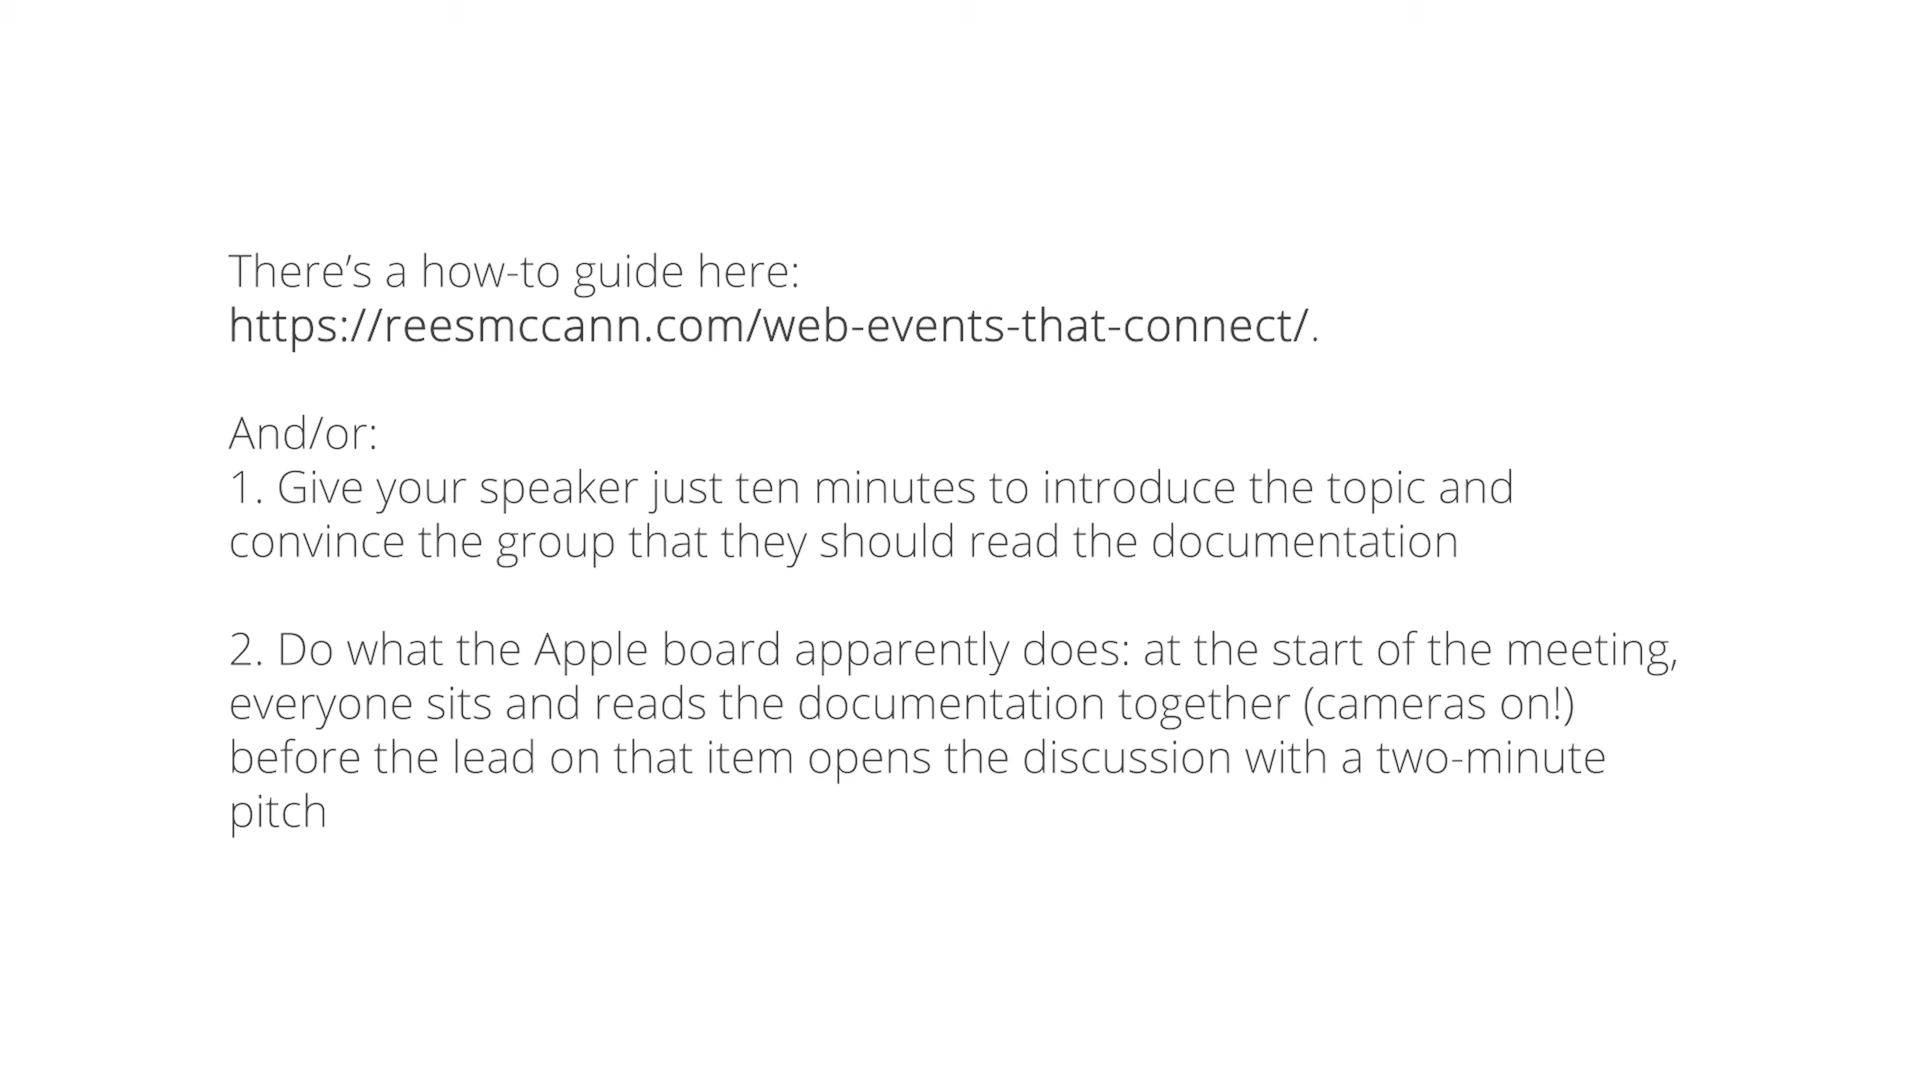 There’s a how-to guide here:
https://reesmccann.com/web-events-that-connect/.
And/or:
1. Give your speaker just ten minutes to introduce the topic and
convince the group that they should read the documentation
2. Do what the Apple board apparently does: at the start of the meeting,
everyone sits and reads the documentation together (cameras on!)
before the lead on that item opens the discussion with a two-minute
pitch